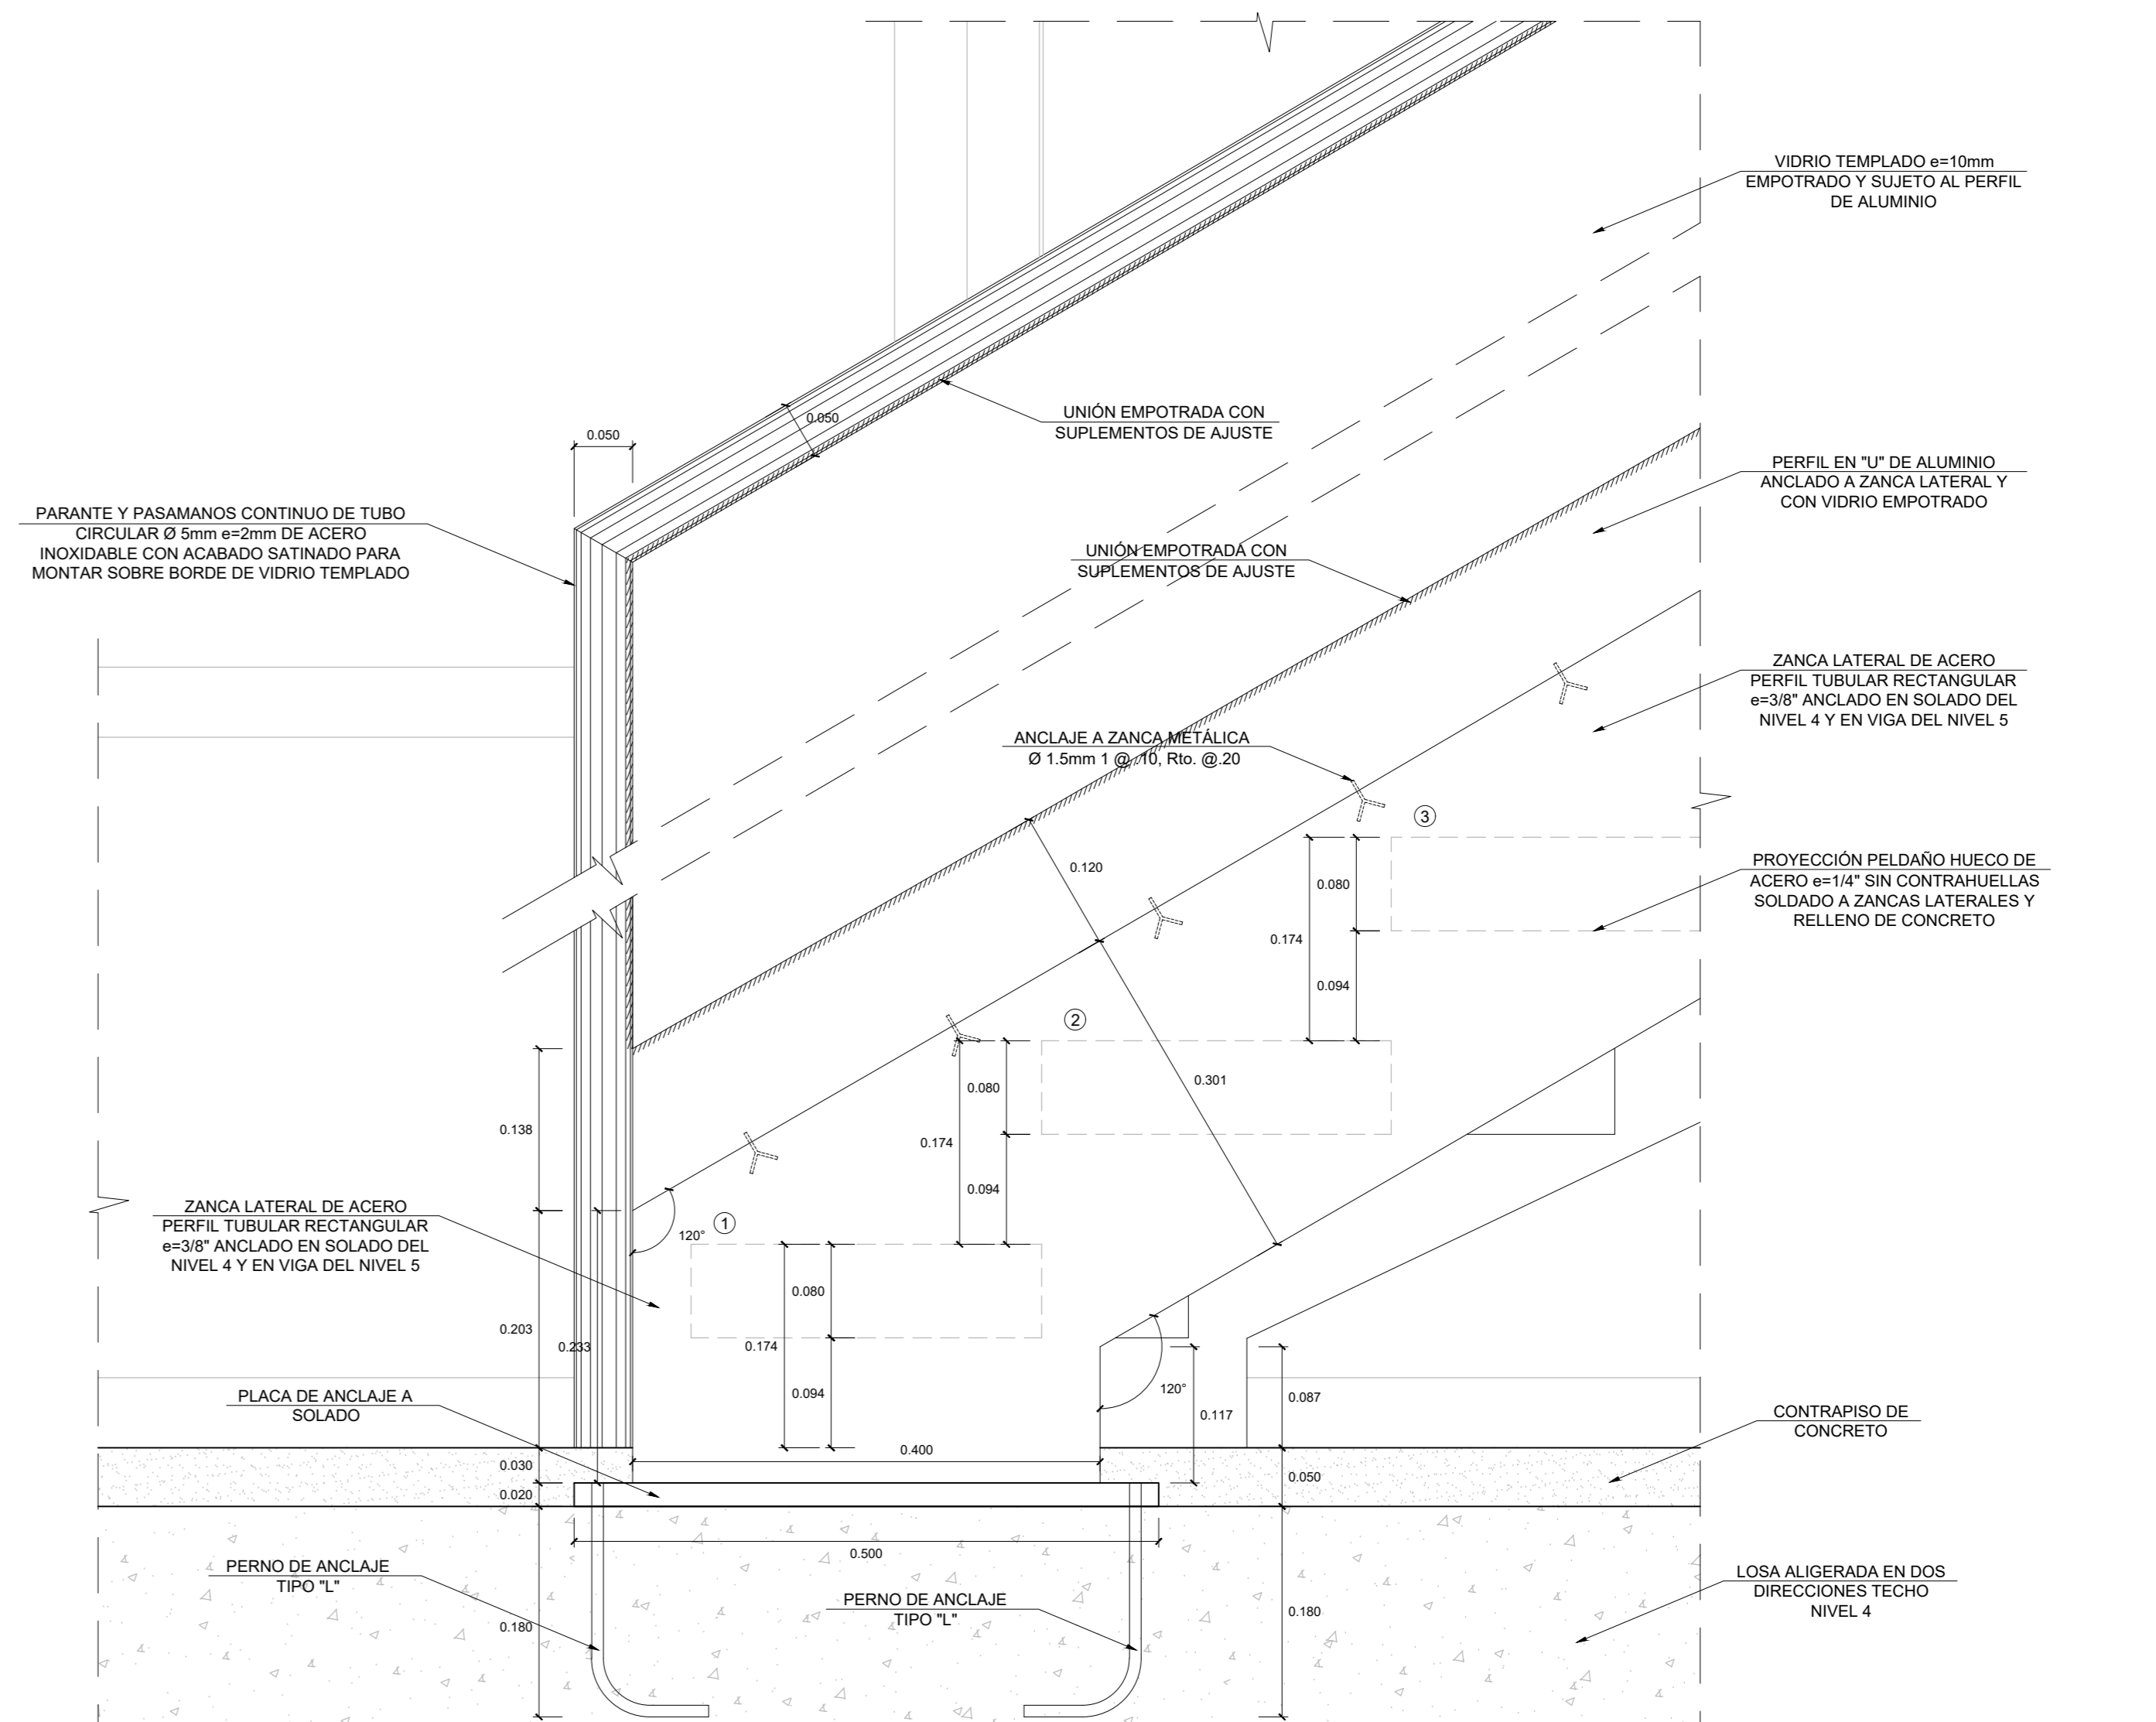 VIDRIO TEMPLADO e=10mm
EMPOTRADO Y SUJETO AL PERFIL
DE ALUMINIO
UNIÓN EMPOTRADA CON
SUPLEMENTOS DE AJUSTE
0.050
0.050
PERFIL EN "U" DE ALUMINIO
ANCLADO A ZANCA LATERAL Y
CON VIDRIO EMPOTRADO
PARANTE Y PASAMANOS CONTINUO DE TUBO
CIRCULAR Ø 5mm e=2mm DE ACERO
INOXIDABLE CON ACABADO SATINADO PARA
MONTAR SOBRE BORDE DE VIDRIO TEMPLADO
UNIÓN EMPOTRADA CON
SUPLEMENTOS DE AJUSTE
ZANCA LATERAL DE ACERO
PERFIL TUBULAR RECTANGULAR
e=3/8" ANCLADO EN SOLADO DEL
NIVEL 4 Y EN VIGA DEL NIVEL 5
ANCLAJE A ZANCA METÁLICA
Ø 1.5mm 1 @ .10, Rto. @.20
3
0.120
0.080
0.174
0.094
PROYECCIÓN PELDAÑO HUECO DE
ACERO e=1/4" SIN CONTRAHUELLAS
SOLDADO A ZANCAS LATERALES Y
RELLENO DE CONCRETO
2
0.301
0.080
0.174
0.094
0.138
ZANCA LATERAL DE ACERO
PERFIL TUBULAR RECTANGULAR
e=3/8" ANCLADO EN SOLADO DEL
NIVEL 4 Y EN VIGA DEL NIVEL 5
120°
1
0.080
0.174
0.094
0.203
0.233
120°
0.117
0.087
PLACA DE ANCLAJE A
SOLADO
CONTRAPISO DE
CONCRETO
0.400
0.030
0.020
0.050
0.500
PERNO DE ANCLAJE
TIPO "L"
PERNO DE ANCLAJE
TIPO "L"
0.180
0.180
LOSA ALIGERADA EN DOS
DIRECCIONES TECHO
NIVEL 4